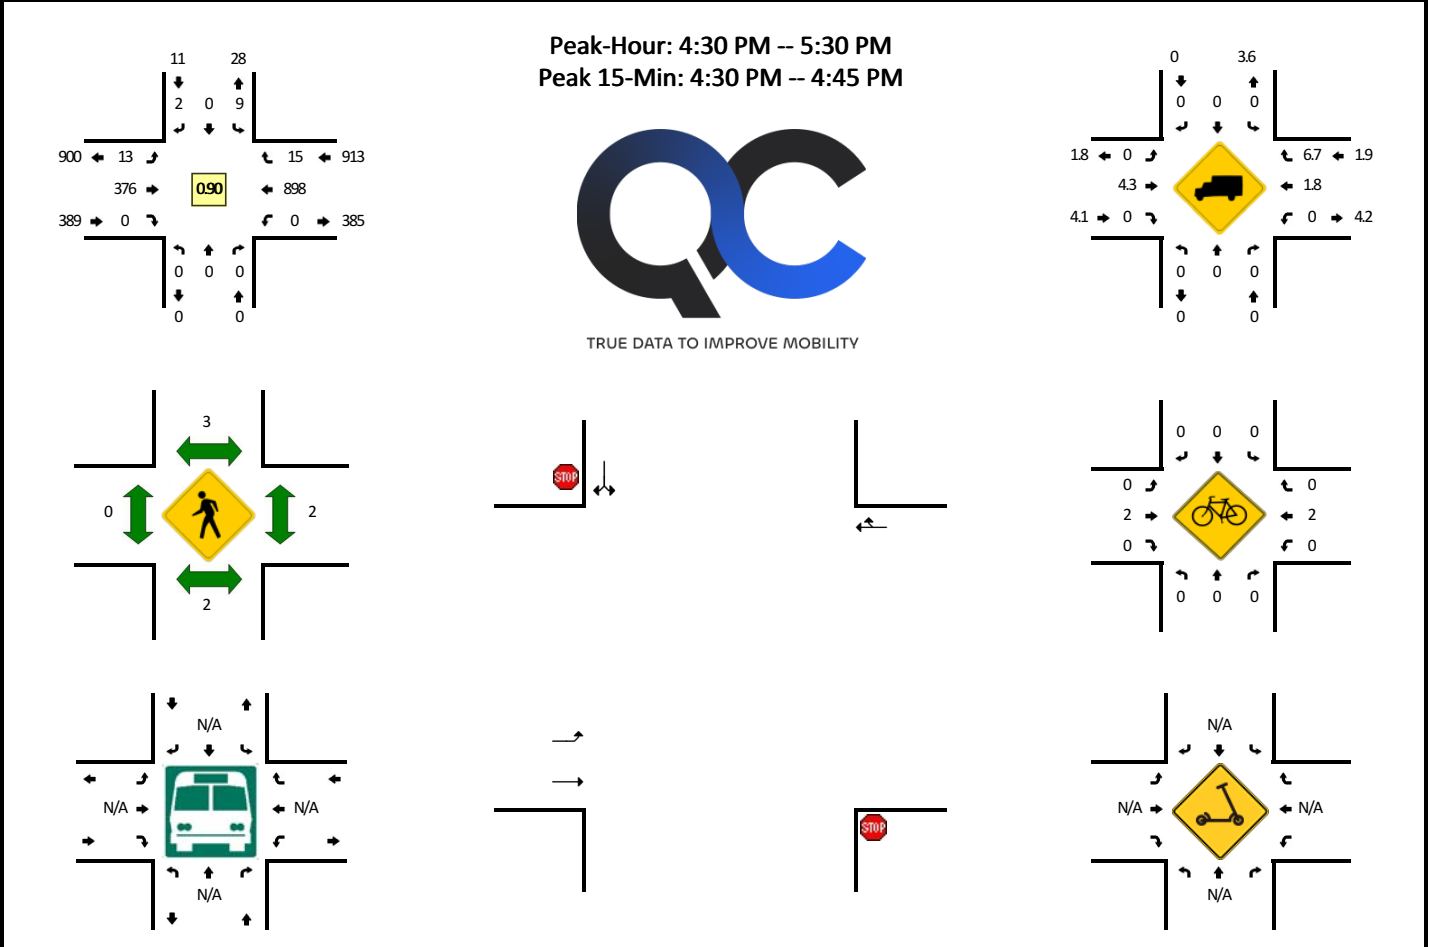 Peak-Hour: 4:30 PM -- 5:30 PM
Peak 15-Min: 4:30 PM -- 4:45 PM
11 28
2 0 9
900 13 15 913
376 0.90 898
389 0 0 385
0 0 0
0 0
TRUE DATA TO IMPROVE MOBILITY
0 3.6
0 0 0
1.8 0 6.7 1.9
4.3 1.8
4.1 0 0 4.2
0 0 0
0 0
3
0 2
2
STOP
STOP
0 0 0
0 0
2 2
0 0
0 0 0
N/A
N/A N/A
N/A
N/A
N/A N/A
N/A